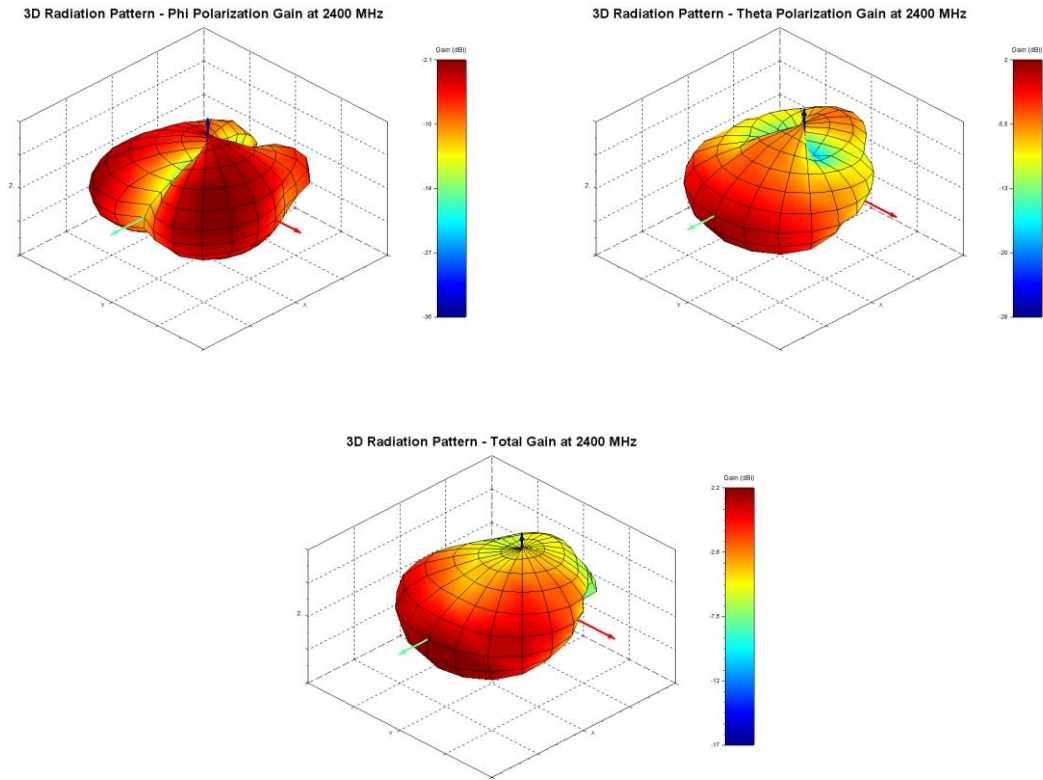 3D Radiation Pattern - Phi Polarization Gain at 2400 MHz
Gain (dBi)
-2.1
-10
-19
-27
-36
Z
Y
X
3D Radiation Pattern - Theta Polarization Gain at 2400 MHz
Gain (dBi)
2
-5.5
-13
-20
-28
Z
Y
X
3D Radiation Pattern - Total Gain at 2400 MHz
Gain (dBi)
2.2
-2.6
-7.5
-12
-17
Z
Y
X